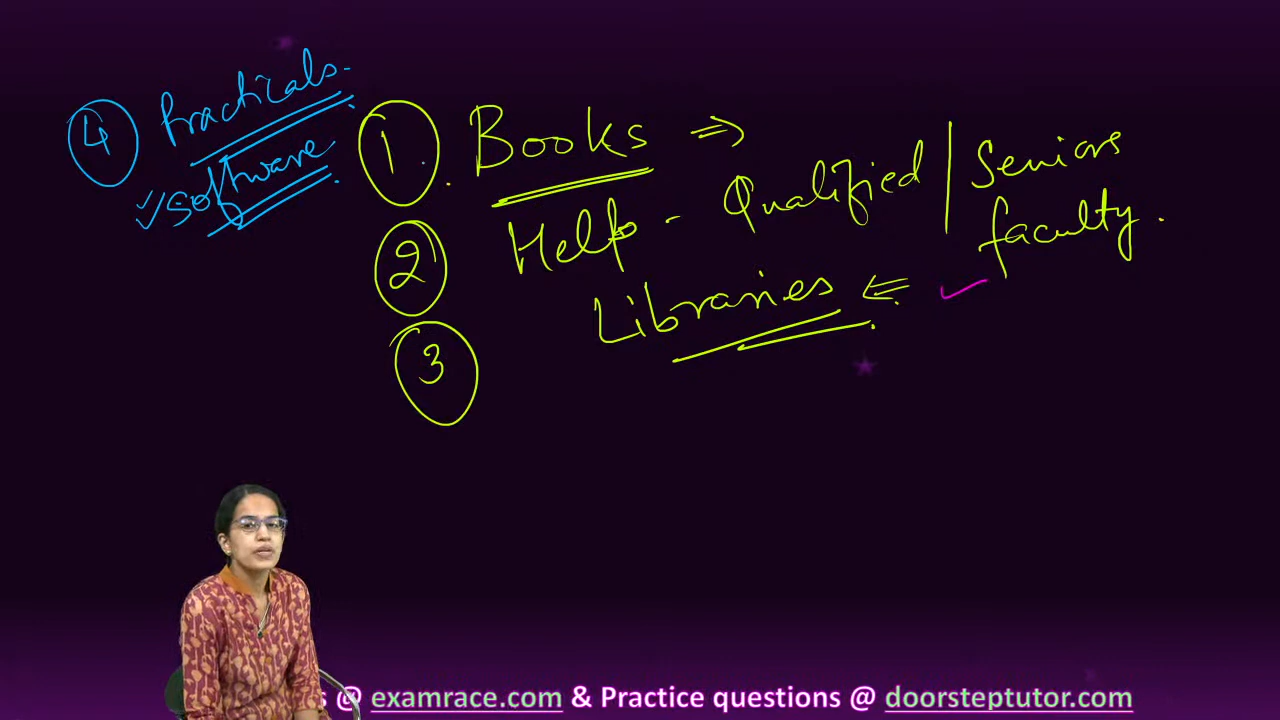 4 Practicals.
software
1. Books ⇒
2 Help - Qualified | Seniors
faculty.
Libraries ⇐ ✓
3
@ examrace.com & Practice questions @ doorsteptutor.com